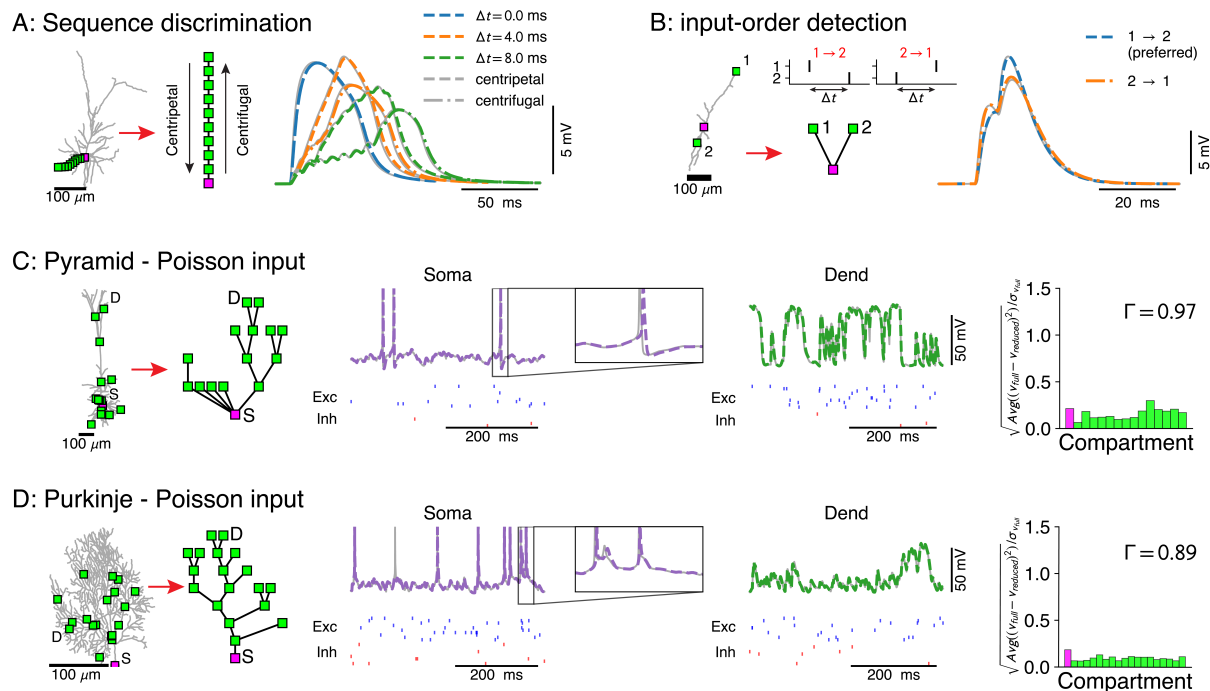 A: Sequence discrimination
Centripetal
Centrifugal
100 μm
Δt = 0.0 ms
Δt = 4.0 ms
Δt = 8.0 ms
centripetal
centrifugal
5 mV
50 ms
B: input-order detection
1
2
100 μm
1 → 2
2 → 1
1
2
Δt
Δt
1
2
1 → 2
(preferred)
2 → 1
5 mV
20 ms
C: Pyramid - Poisson input
D
S
100 μm
D
S
Soma
Exc
Inh
200 ms
Dend
50 mV
Exc
Inh
200 ms
√Avg((v_full − v_reduced)²)/σ_v_full
1.5
1.0
0.5
0.0
Γ = 0.97
Compartment
D: Purkinje - Poisson input
D
S
100 μm
D
S
Soma
Exc
Inh
200 ms
Dend
50 mV
Exc
Inh
200 ms
√Avg((v_full − v_reduced)²)/σ_v_full
1.5
1.0
0.5
0.0
Γ = 0.89
Compartment